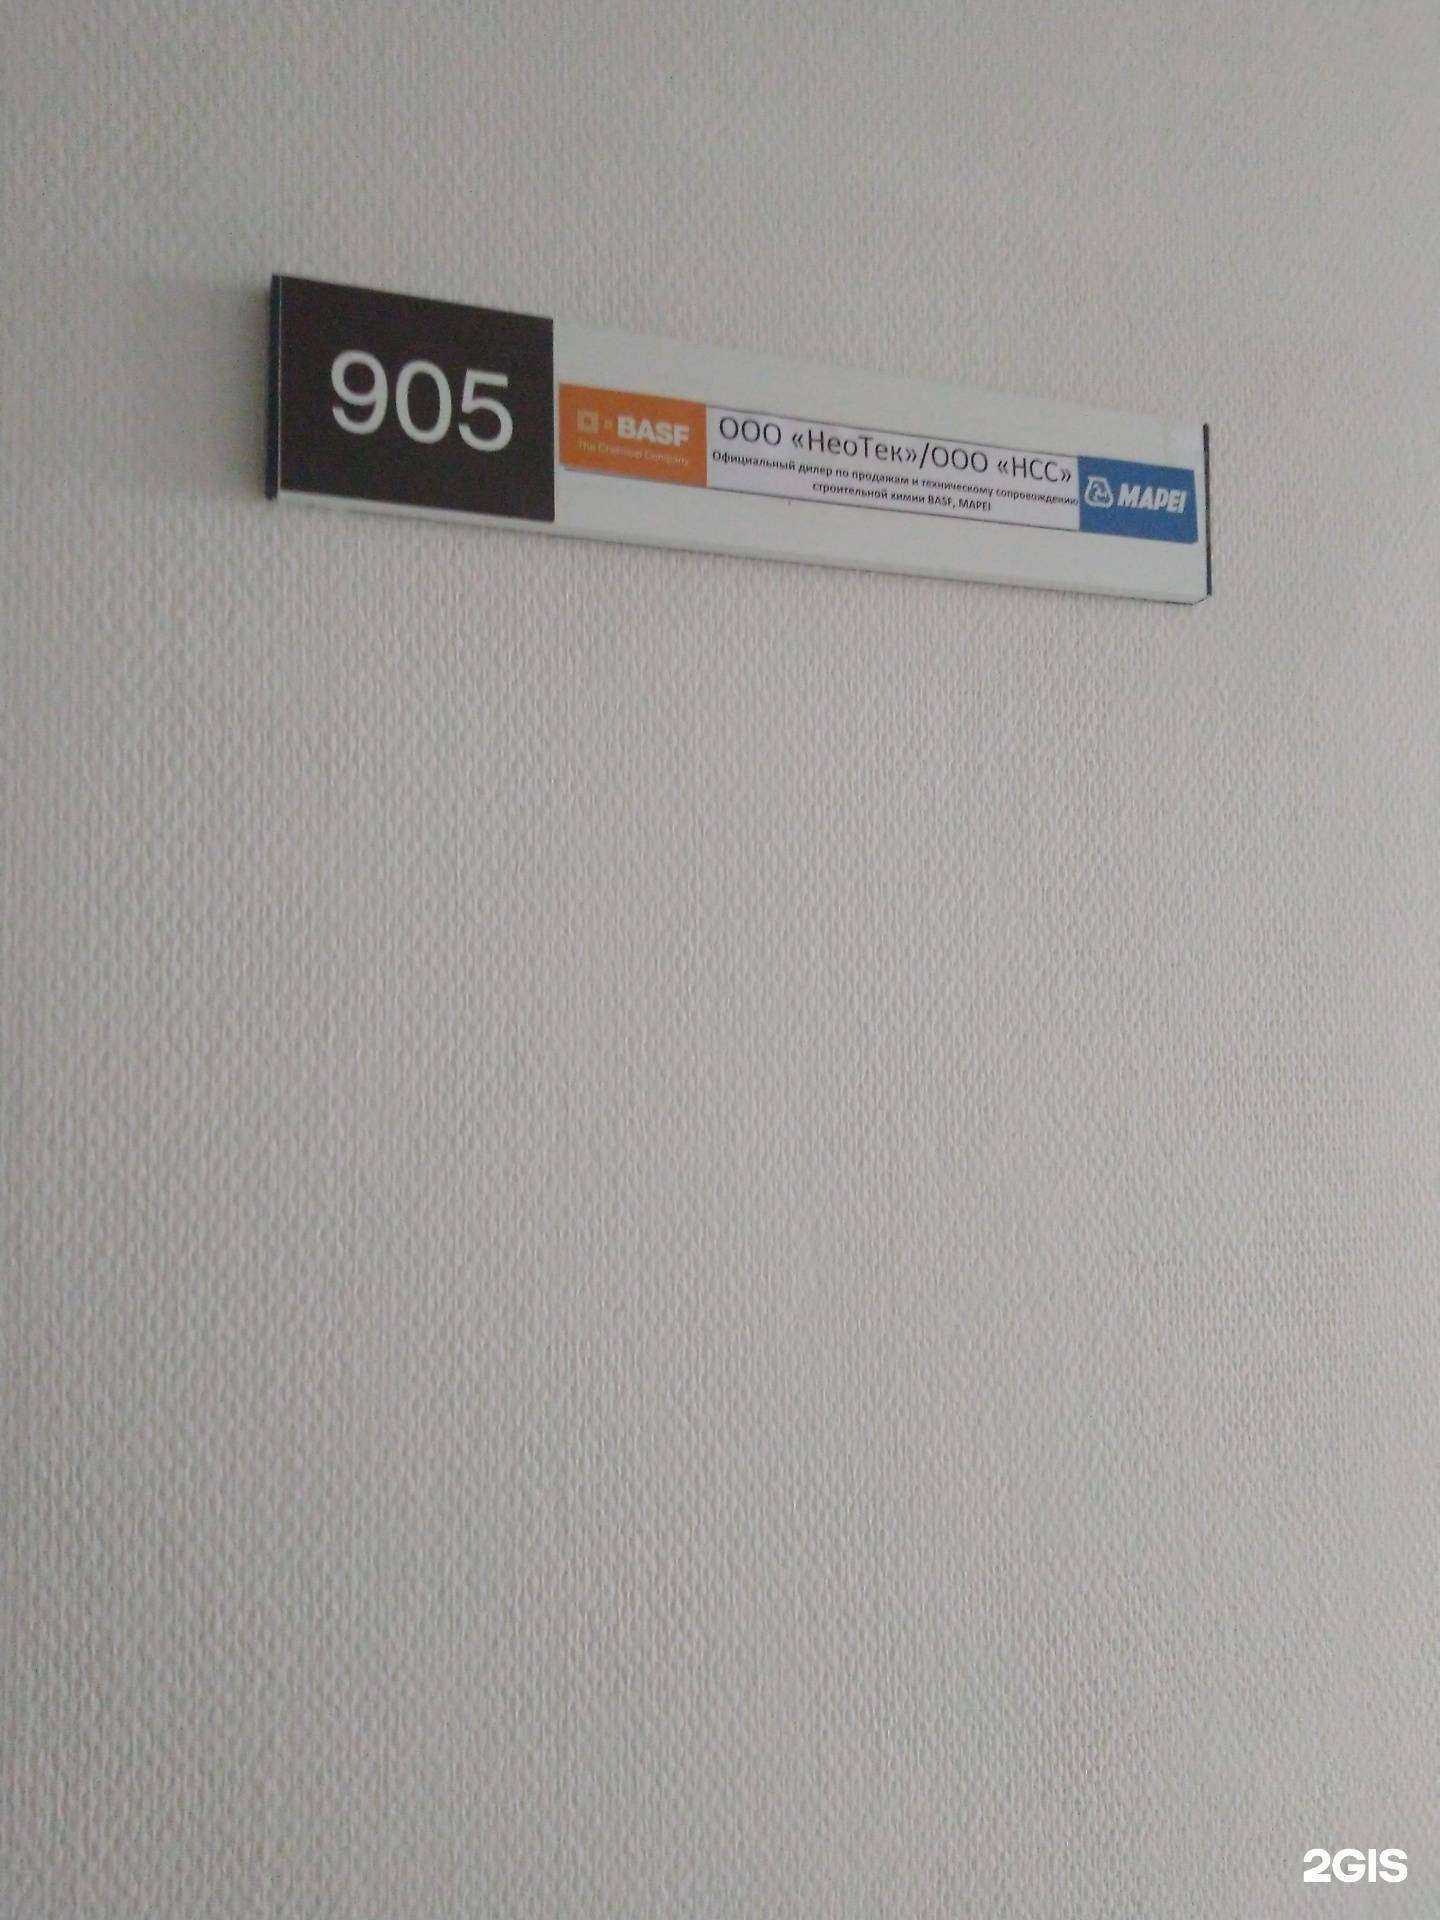 905
BASF
The Chemical Company
ООО «НеоТек»/ООО «НСС»
Официальный дилер по продажам и техническому сопровождению
строительной химии BASF, MAPEI
MAPEI
2GIS